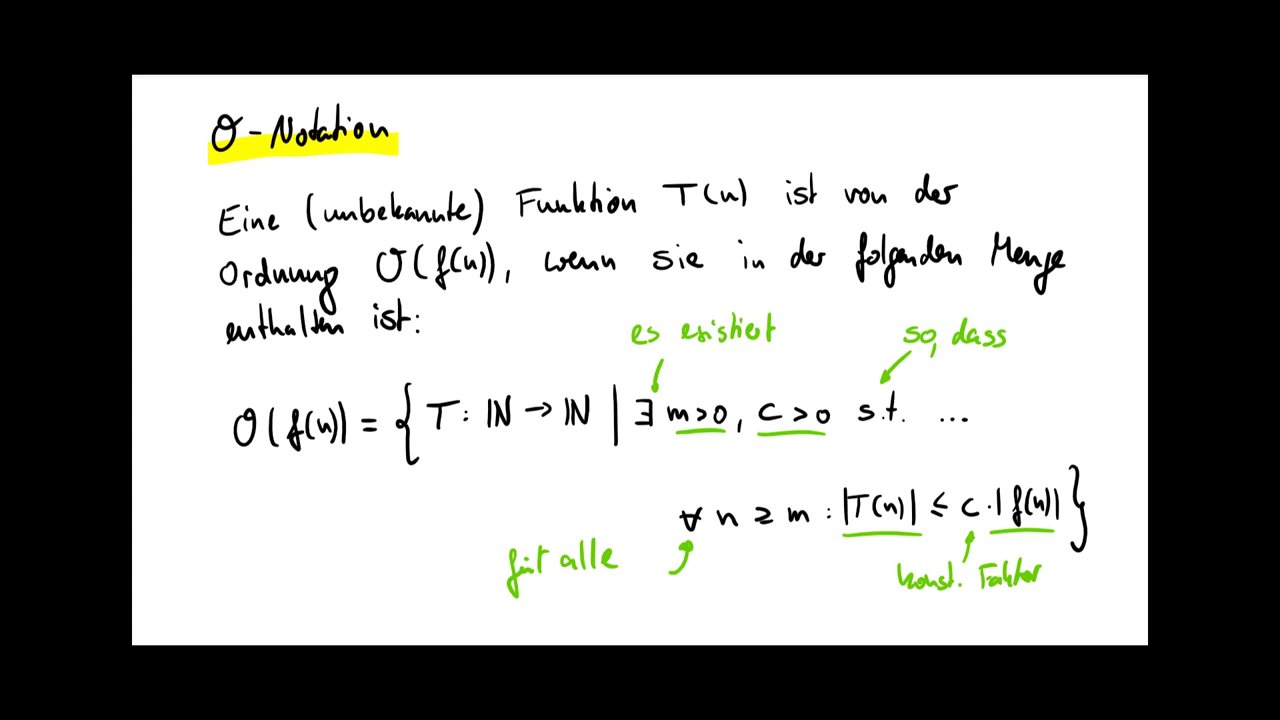 O-Notation
Eine (unbekannte) Funktion T(n) ist von der
Ordnung O(f(n)), wenn sie in der folgenden Menge
enthalten ist:
es existiert so, dass
O(f(n)) = { T: ℕ → ℕ | ∃ m>0, c>0 s.t. ...
∀ n ≥ m : |T(n)| ≤ c·|f(n)| }
für alle konst. Faktor